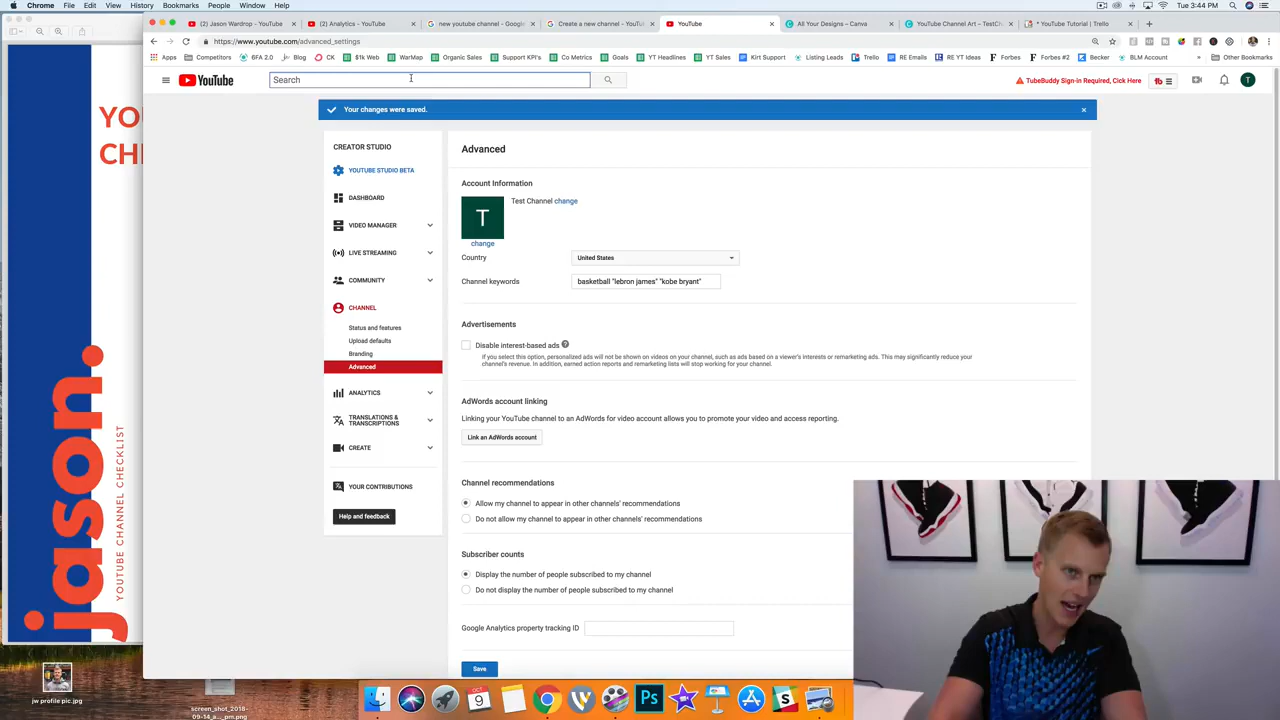 Chrome File Edit View History Bookmarks People Window Help
Tue 3:44 PM
(2) Jason Wardrop - YouTube
(2) Analytics - YouTube
new youtube channel - Google
Create a new channel - YouTu
YouTube
All Your Designs – Canva
YouTube Channel Art – TestCh
* YouTube Tutorial | Trello
https://www.youtube.com/advanced_settings
Apps Competitors 6FA 2.0 CK $1k Web WarMap Organic Sales Support KPI's Co Metrics Goals YT Headlines YT Sales Kirt Support Listing Leads Trello RE Emails RE YT Ideas Forbes Forbes #2 Becker BLM Account Other Bookmarks
YouTube
Search
TubeBuddy Sign-in Required, Click Here
tb
T
Your changes were saved.
YO
CH
jason.
YOUTUBE CHANNEL CHECKLIST
CREATOR STUDIO
YOUTUBE STUDIO BETA
DASHBOARD
VIDEO MANAGER
LIVE STREAMING
COMMUNITY
CHANNEL
Status and features
Upload defaults
Branding
Advanced
ANALYTICS
TRANSLATIONS &
TRANSCRIPTIONS
CREATE
YOUR CONTRIBUTIONS
Help and feedback
Advanced
Account Information
T
Test Channel change
change
Country United States
Channel keywords basketball "lebron james" "kobe bryant"
Advertisements
Disable interest-based ads
If you select this option, personalized ads will not be shown on videos on your channel, such as ads based on a viewer's interests or remarketing ads. This may significantly reduce your
channel's revenue. In addition, earned action reports and remarketing lists will stop working for your channel.
AdWords account linking
Linking your YouTube channel to an AdWords for video account allows you to promote your video and access reporting.
Link an AdWords account
Channel recommendations
Allow my channel to appear in other channels' recommendations
Do not allow my channel to appear in other channels' recommendations
Subscriber counts
Display the number of people subscribed to my channel
Do not display the number of people subscribed to my channel
Google Analytics property tracking ID
Save
jw profile pic.jpg
screen_shot_2018-
09-14_a..._pm.png
OCT
9
Ps